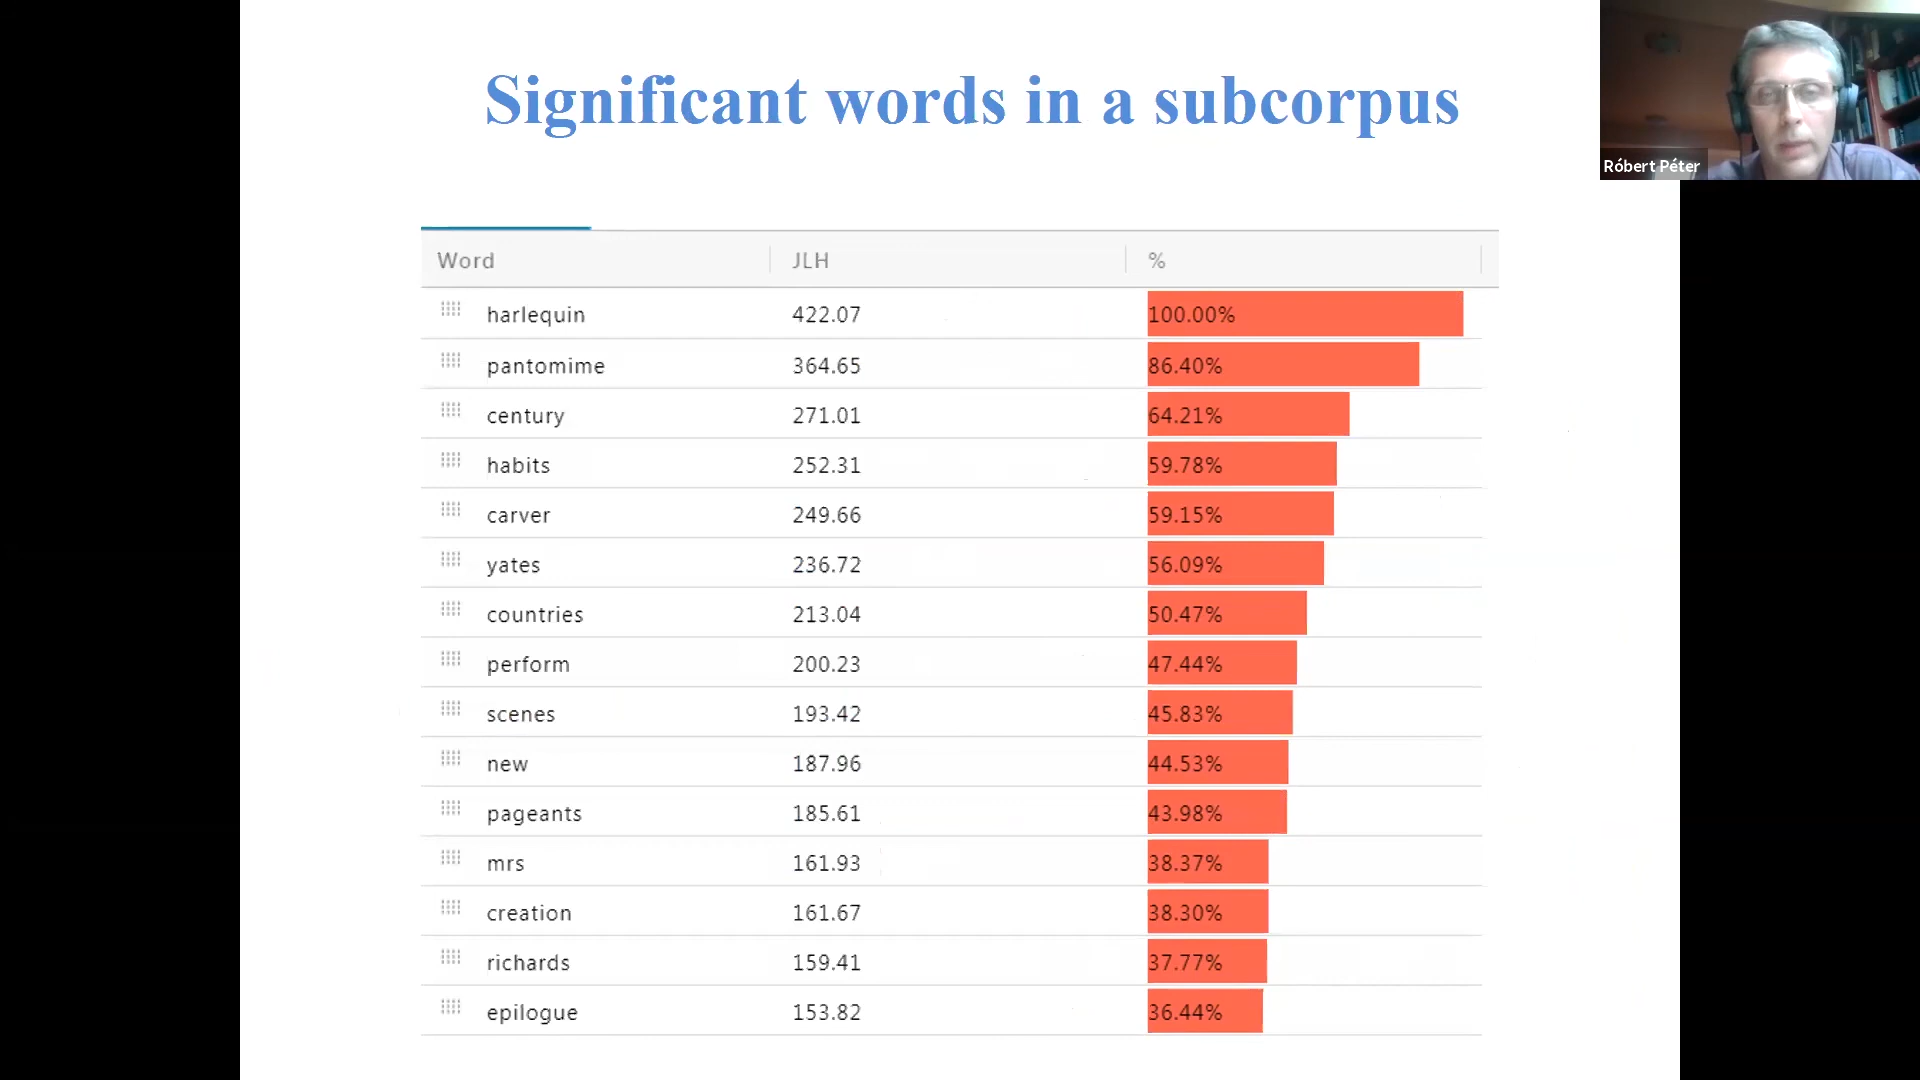 Significant words in a subcorpus
Róbert Péter
Word JLH %
harlequin 422.07 100.00%
pantomime 364.65 86.40%
century 271.01 64.21%
habits 252.31 59.78%
carver 249.66 59.15%
yates 236.72 56.09%
countries 213.04 50.47%
perform 200.23 47.44%
scenes 193.42 45.83%
new 187.96 44.53%
pageants 185.61 43.98%
mrs 161.93 38.37%
creation 161.67 38.30%
richards 159.41 37.77%
epilogue 153.82 36.44%